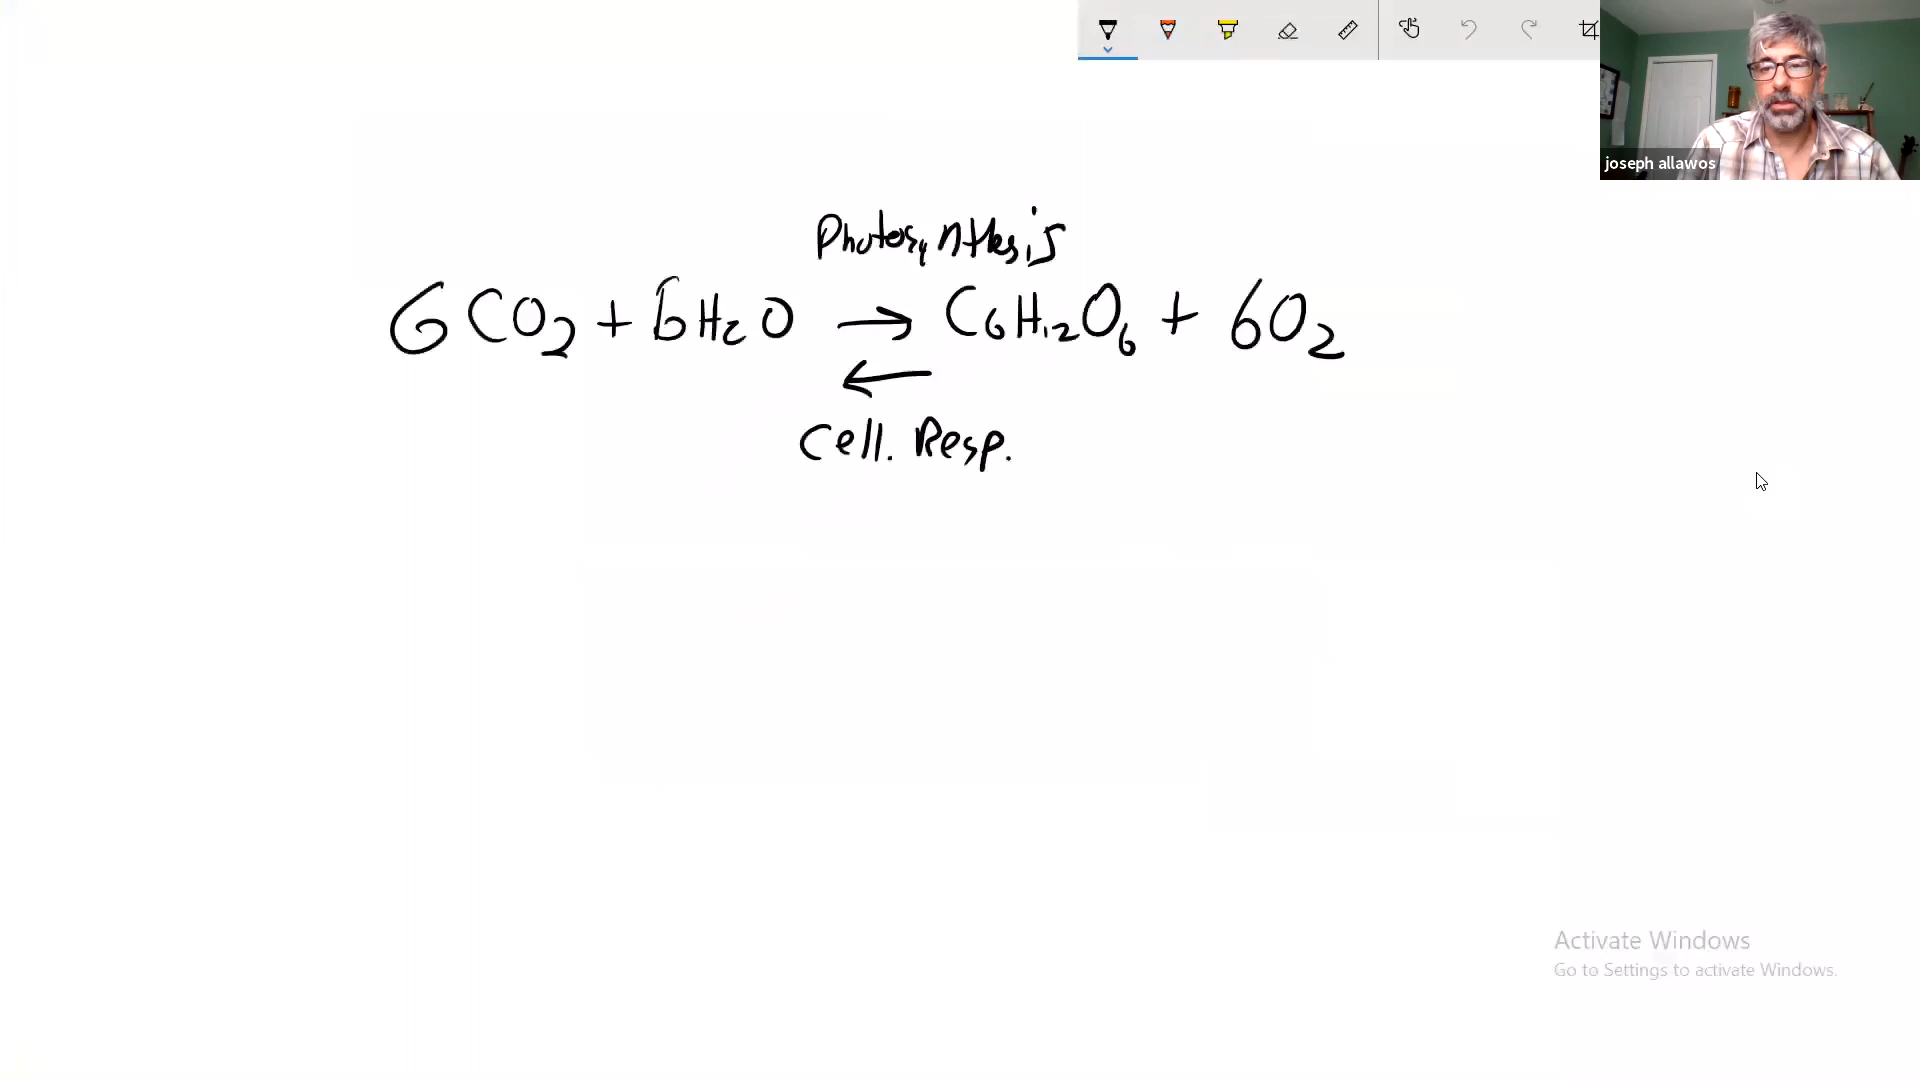 joseph allawos
Photosynthesis
6CO2 + 6H2O → C6H12O6 + 6O2
←
Cell. Resp.
Activate Windows
Go to Settings to activate Windows.